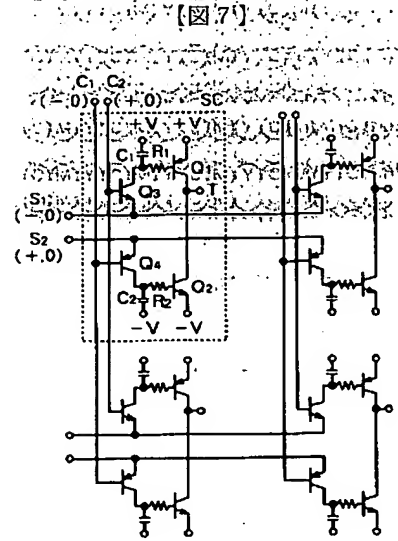 【図7】
C₁ C₂
(−,0) (+,0) SC
+V +V
C₁ R₁ Q₁
Q₃ T
S₁
(−,0)
S₂
(+,0)
Q₄
C₂ R₂ Q₂
−V −V